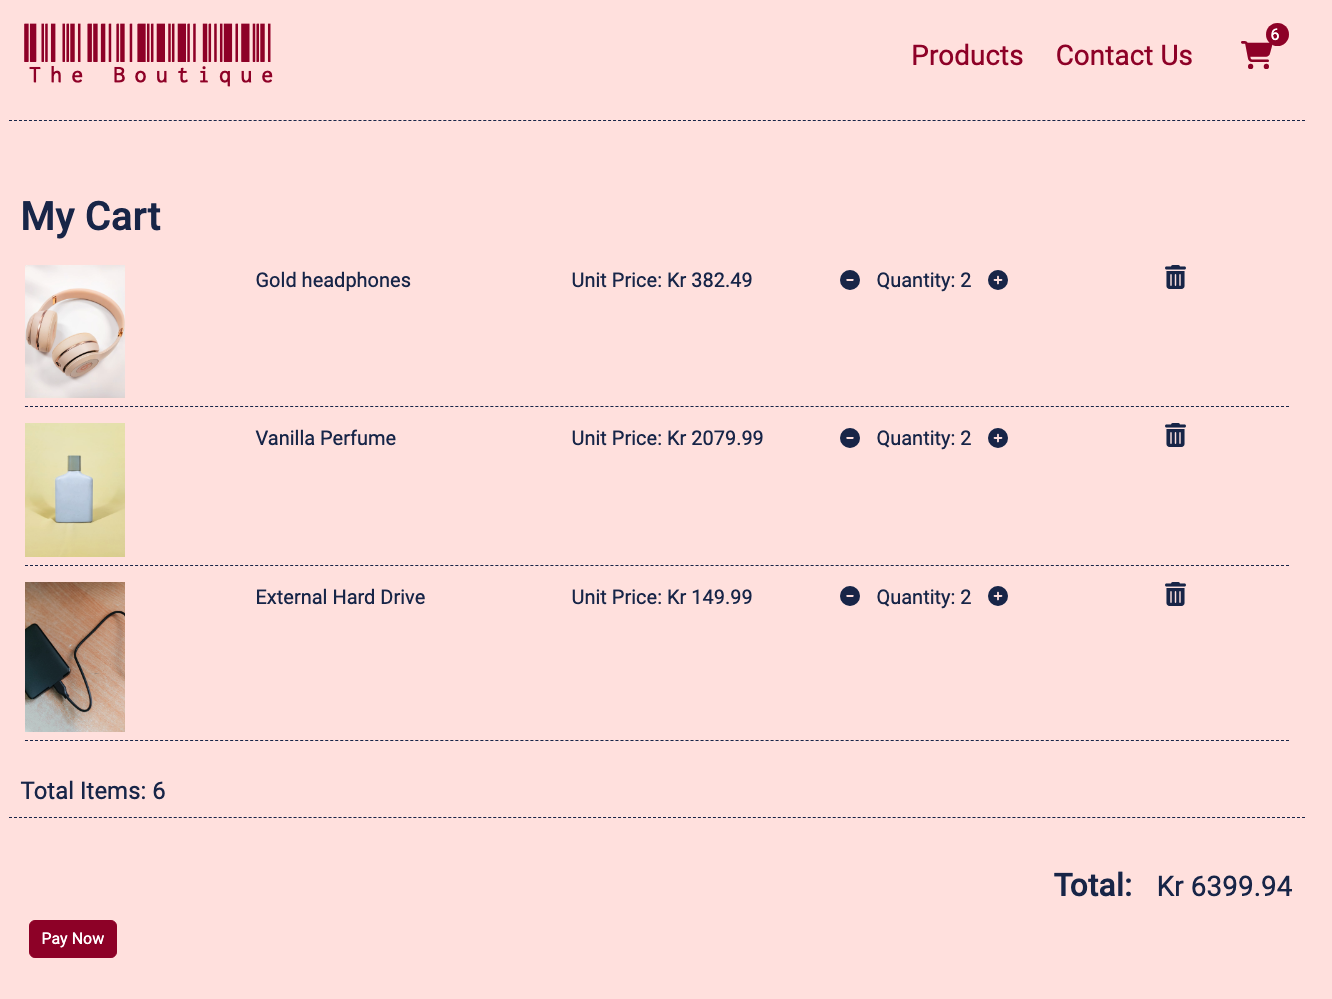 The Boutique
Products Contact Us 6
My Cart
Gold headphones Unit Price: Kr 382.49 Quantity: 2
Vanilla Perfume Unit Price: Kr 2079.99 Quantity: 2
External Hard Drive Unit Price: Kr 149.99 Quantity: 2
Total Items: 6
Total: Kr 6399.94
Pay Now